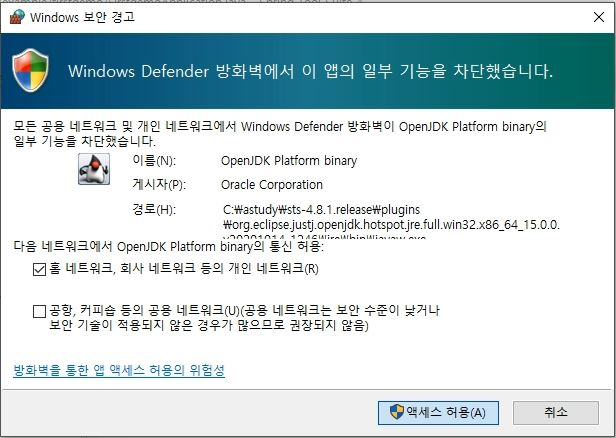 Windows 보안 경고
Windows Defender 방화벽에서 이 앱의 일부 기능을 차단했습니다.
모든 공용 네트워크 및 개인 네트워크에서 Windows Defender 방화벽이 OpenJDK Platform binary의
일부 기능을 차단했습니다.
이름(N): OpenJDK Platform binary
게시자(P): Oracle Corporation
경로(H): C:₩astudy₩sts-4.8.1.release₩plugins
₩org.eclipse.justj.openjdk.hotspot.jre.full.win32.x86_64_15.0.0.
다음 네트워크에서 OpenJDK Platform binary의 통신 허용:
홈 네트워크, 회사 네트워크 등의 개인 네트워크(R)
공항, 커피숍 등의 공용 네트워크(U)(공용 네트워크는 보안 수준이 낮거나
보안 기술이 적용되지 않은 경우가 많으므로 권장되지 않음)
방화벽을 통한 앱 액세스 허용의 위험성
액세스 허용(A) 취소